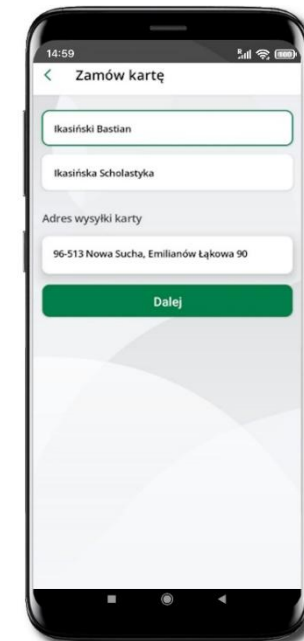 14:59
Zamów kartę
Ikasiński Bastian
Ikasińska Scholastyka
Adres wysyłki karty
96-513 Nowa Sucha, Emilianów Łąkowa 90
Dalej